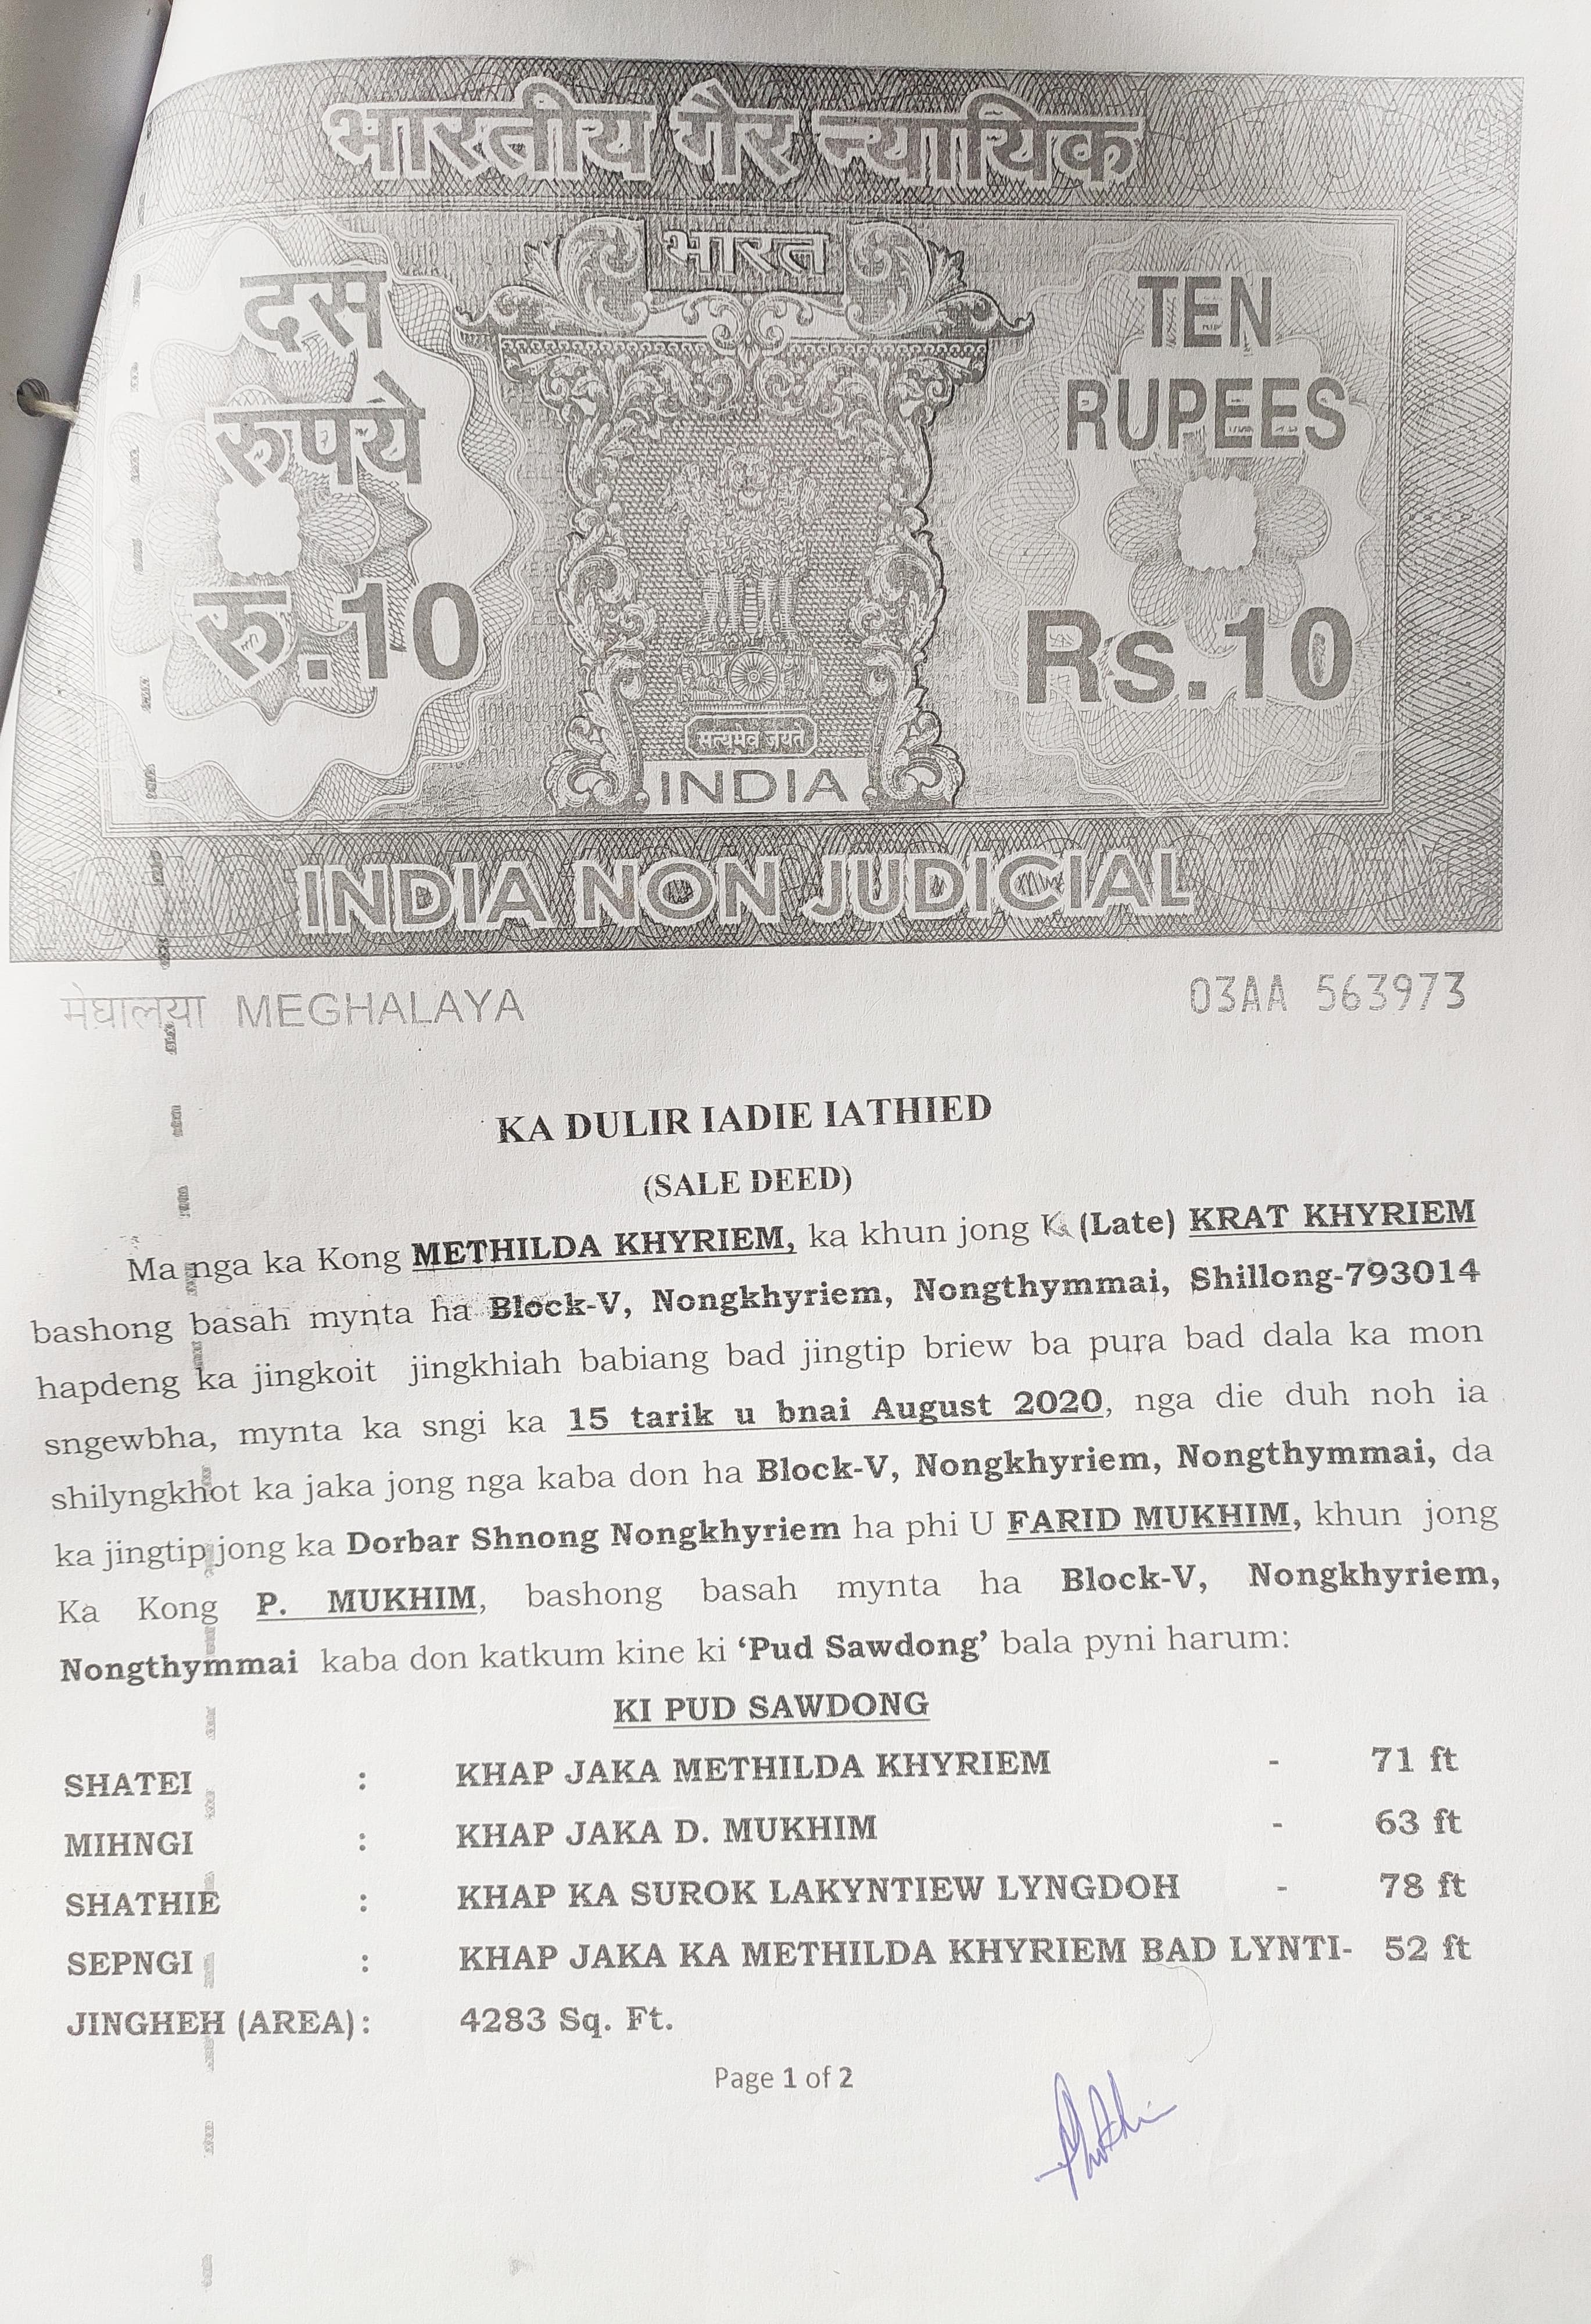 भारतीय गैर न्यायिक
भारत
दस
रुपये
रु.10
TEN
RUPEES
Rs.10
सत्यमेव जयते
INDIA
INDIA NON JUDICIAL
मेघालया MEGHALAYA
03AA 563973
KA DULIR IADIE IATHIED
(SALE DEED)
Ma nga ka Kong METHILDA KHYRIEM, ka khun jong (Late) KRAT KHYRIEM
bashong basah mynta ha Block-V, Nongkhyriem, Nongthymmai, Shillong-793014
hapdeng ka jingkoit jingkhiah babiang bad jingtip briew ba pura bad dala ka mon
sngewbha, mynta ka sngi ka 15 tarik u bnai August 2020, nga die duh noh ia
shilyngkhot ka jaka jong nga kaba don ha Block-V, Nongkhyriem, Nongthymmai, da
ka jingtip jong ka Dorbar Shnong Nongkhyriem ha phi U FARID MUKHIM, khun jong
Ka Kong P. MUKHIM, bashong basah mynta ha Block-V, Nongkhyriem,
Nongthymmai kaba don katkum kine ki ‘Pud Sawdong’ bala pyni harum:
KI PUD SAWDONG
SHATEI : KHAP JAKA METHILDA KHYRIEM - 71 ft
MIHNGI : KHAP JAKA D. MUKHIM - 63 ft
SHATHIE : KHAP KA SUROK LAKYNTIEW LYNGDOH - 78 ft
SEPNGI : KHAP JAKA KA METHILDA KHYRIEM BAD LYNTI- 52 ft
JINGHEH (AREA): 4283 Sq. Ft.
Page 1 of 2